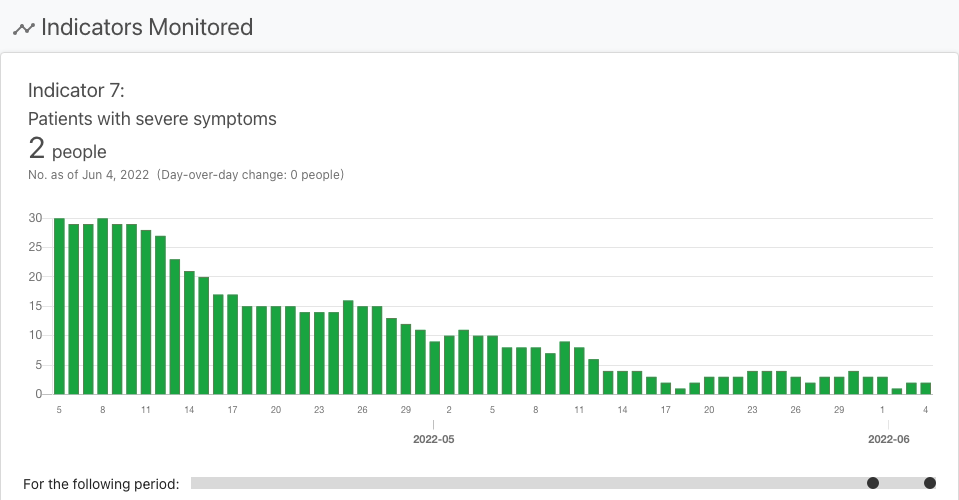 Indicators Monitored
Indicator 7:
Patients with severe symptoms
2 people
No. as of Jun 4, 2022 (Day-over-day change: 0 people)
30
25
20
15
10
5
0
5 8 11 14 17 20 23 26 29 2 5 8 11 14 17 20 23 26 29 1 4
2022-05 2022-06
For the following period: